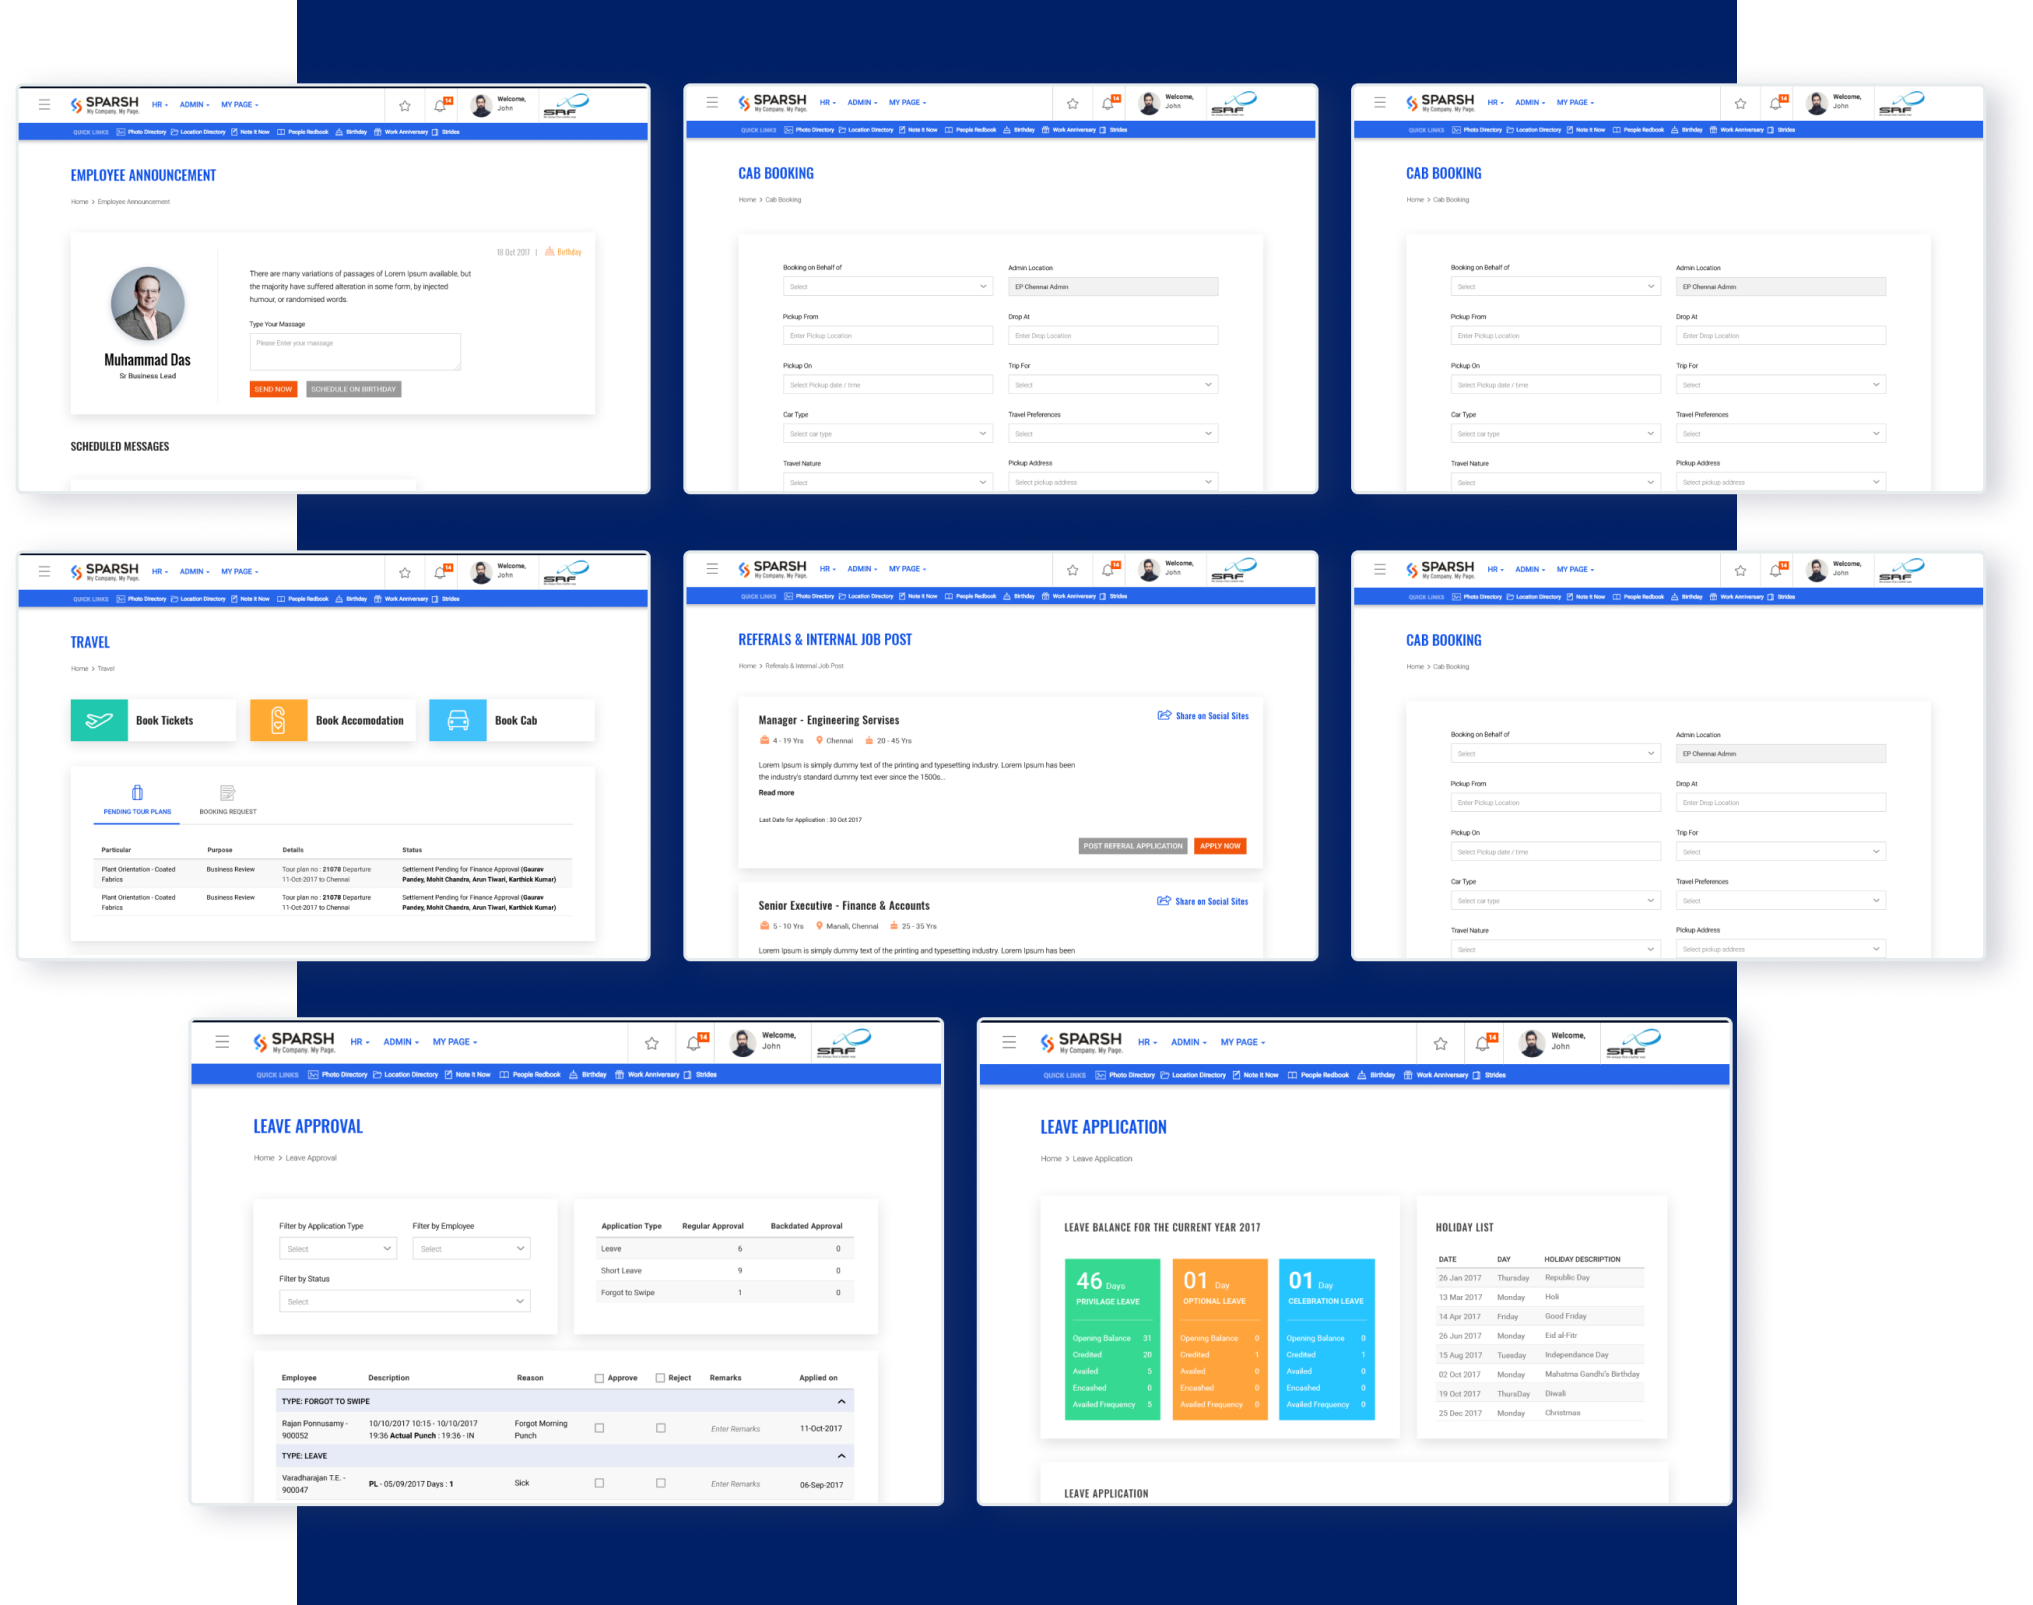 SPARSH
My Company. My Page.
HR ADMIN MY PAGE
14
Welcome,
John
SRF
QUICK LINKS Photo Directory Location Directory Note It Now People Redbook Birthday Work Anniversary Strides
EMPLOYEE ANNOUNCEMENT
Home > Employee Announcement
18 Oct 2017 | Birthday
There are many variations of passages of Lorem Ipsum available, but
the majority have suffered alteration in some form, by injected
humour, or randomised words.
Type Your Massage
Please Enter your massage
Muhammad Das
Sr Business Lead
SEND NOW SCHEDULE ON BIRTHDAY
SCHEDULED MESSAGES
SPARSH
My Company. My Page.
HR ADMIN MY PAGE
14
Welcome,
John
SRF
QUICK LINKS Photo Directory Location Directory Note It Now People Redbook Birthday Work Anniversary Strides
CAB BOOKING
Home > Cab Booking
Booking on Behalf of Admin Location
Select EP Chennai Admin
Pickup From Drop At
Enter Pickup Location Enter Drop Location
Pickup On Trip For
Select Pickup date / time Select
Car Type Travel Preferences
Select car type Select
Travel Nature Pickup Address
Select Select pickup address
SPARSH
My Company. My Page.
HR ADMIN MY PAGE
14
Welcome,
John
SRF
QUICK LINKS Photo Directory Location Directory Note It Now People Redbook Birthday Work Anniversary Strides
CAB BOOKING
Home > Cab Booking
Booking on Behalf of Admin Location
Select EP Chennai Admin
Pickup From Drop At
Enter Pickup Location Enter Drop Location
Pickup On Trip For
Select Pickup date / time Select
Car Type Travel Preferences
Select car type Select
Travel Nature Pickup Address
Select Select pickup address
SPARSH
My Company. My Page.
HR ADMIN MY PAGE
14
Welcome,
John
SRF
QUICK LINKS Photo Directory Location Directory Note It Now People Redbook Birthday Work Anniversary Strides
TRAVEL
Home > Travel
Book Tickets Book Accomodation Book Cab
PENDING TOUR PLANS BOOKING REQUEST
Particular Purpose Details Status
Plant Orientation - Coated Business Review Tour plan no : 21078 Departure Settlement Pending for Finance Approval (Gaurav
Fabrics 11-Oct-2017 to Chennai Pandey, Mohit Chandra, Arun Tiwari, Karthick Kumar)
Plant Orientation - Coated Business Review Tour plan no : 21078 Departure Settlement Pending for Finance Approval (Gaurav
Fabrics 11-Oct-2017 to Chennai Pandey, Mohit Chandra, Arun Tiwari, Karthick Kumar)
SPARSH
My Company. My Page.
HR ADMIN MY PAGE
14
Welcome,
John
SRF
QUICK LINKS Photo Directory Location Directory Note It Now People Redbook Birthday Work Anniversary Strides
REFERALS & INTERNAL JOB POST
Home > Referals & Internal Job Post
Manager - Engineering Servises Share on Social Sites
4 - 19 Yrs Chennai 20 - 45 Yrs
Lorem Ipsum is simply dummy text of the printing and typesetting industry. Lorem Ipsum has been
the industry's standard dummy text ever since the 1500s...
Read more
Last Date for Application : 30 Oct 2017
POST REFERAL APPLICATION APPLY NOW
Senior Executive - Finance & Accounts Share on Social Sites
5 - 10 Yrs Manali, Chennai 25 - 35 Yrs
Lorem Ipsum is simply dummy text of the printing and typesetting industry. Lorem Ipsum has been
SPARSH
My Company. My Page.
HR ADMIN MY PAGE
14
Welcome,
John
SRF
QUICK LINKS Photo Directory Location Directory Note It Now People Redbook Birthday Work Anniversary Strides
CAB BOOKING
Home > Cab Booking
Booking on Behalf of Admin Location
Select EP Chennai Admin
Pickup From Drop At
Enter Pickup Location Enter Drop Location
Pickup On Trip For
Select Pickup date / time Select
Car Type Travel Preferences
Select car type Select
Travel Nature Pickup Address
Select Select pickup address
SPARSH
My Company. My Page.
HR ADMIN MY PAGE
14
Welcome,
John
SRF
QUICK LINKS Photo Directory Location Directory Note It Now People Redbook Birthday Work Anniversary Strides
LEAVE APPROVAL
Home > Leave Approval
Filter by Application Type Filter by Employee
Select Select
Filter by Status
Select
Application Type Regular Approval Backdated Approval
Leave 6 0
Short Leave 9 0
Forgot to Swipe 1 0
Employee Description Reason Approve Reject Remarks Applied on
TYPE: FORGOT TO SWIPE
Rajan Ponnusamy - 10/10/2017 10:15 - 10/10/2017 Forgot Morning Enter Remarks 11-Oct-2017
900052 19:36 Actual Punch : 19:36 - IN Punch
TYPE: LEAVE
Varadharajan T.E. - PL - 05/09/2017 Days : 1 Sick Enter Remarks 06-Sep-2017
900047
SPARSH
My Company. My Page.
HR ADMIN MY PAGE
14
Welcome,
John
SRF
QUICK LINKS Photo Directory Location Directory Note It Now People Redbook Birthday Work Anniversary Strides
LEAVE APPLICATION
Home > Leave Application
LEAVE BALANCE FOR THE CURRENT YEAR 2017
46 Days 01 Day 01 Day
PRIVILAGE LEAVE OPTIONAL LEAVE CELEBRATION LEAVE
Opening Balance 31 Opening Balance 0 Opening Balance 0
Credited 20 Credited 1 Credited 1
Availed 5 Availed 0 Availed 0
Encashed 0 Encashed 0 Encashed 0
Availed Frequency 5 Availed Frequency 0 Availed Frequency 0
HOLIDAY LIST
DATE DAY HOLIDAY DESCRIPTION
26 Jan 2017 Thursday Republic Day
13 Mar 2017 Monday Holi
14 Apr 2017 Friday Good Friday
26 Jun 2017 Monday Eid al-Fitr
15 Aug 2017 Tuesday Independance Day
02 Oct 2017 Monday Mahatma Gandhi's Birthday
19 Oct 2017 ThursDay Diwali
25 Dec 2017 Monday Christmas
LEAVE APPLICATION